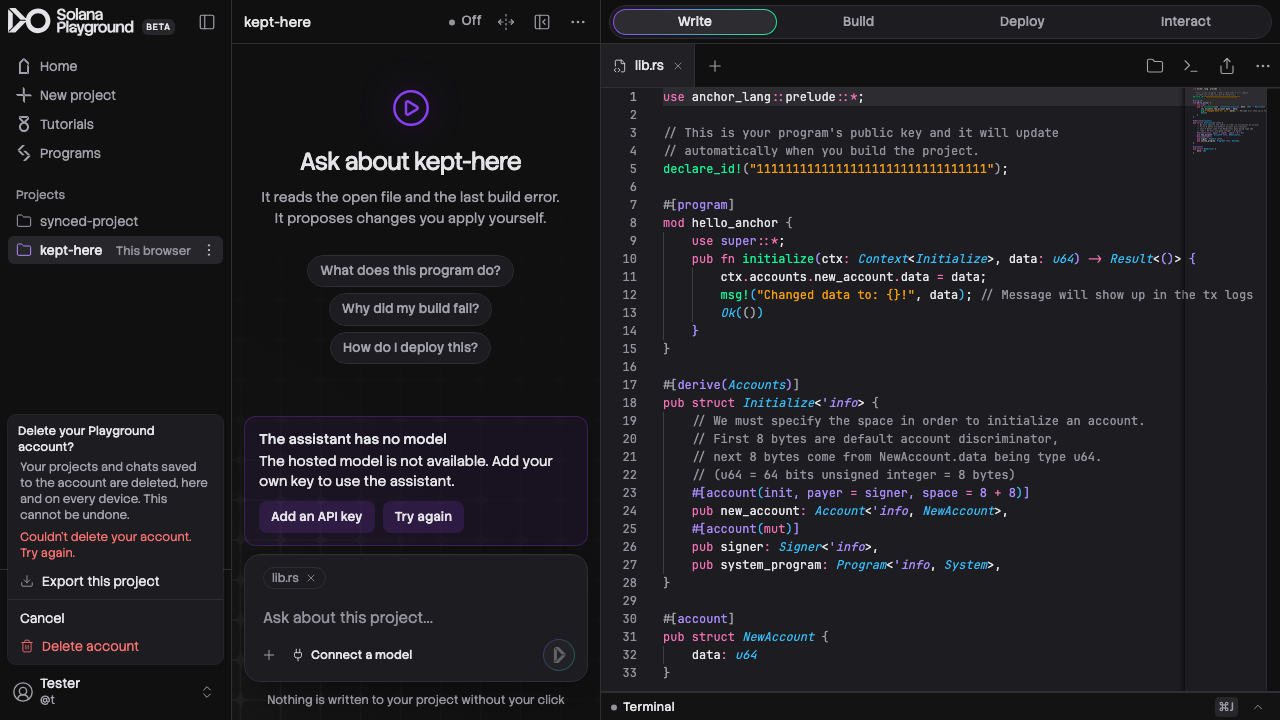 Solana
Playground BETA
Home
New project
Tutorials
Programs
Projects
synced-project
kept-here This browser
Delete your Playground
account?
Your projects and chats saved
to the account are deleted, here
and on every device. This
cannot be undone.
Couldn't delete your account.
Try again.
Export this project
Cancel
Delete account
Tester
@t
kept-here
Off
Ask about kept-here
It reads the open file and the last build error.
It proposes changes you apply yourself.
What does this program do?
Why did my build fail?
How do I deploy this?
The assistant has no model
The hosted model is not available. Add your
own key to use the assistant.
Add an API key
Try again
lib.rs
Ask about this project...
Connect a model
Nothing is written to your project without your click
Write
Build
Deploy
Interact
lib.rs
1 use anchor_lang::prelude::*;
2
3 // This is your program's public key and it will update
4 // automatically when you build the project.
5 declare_id!("11111111111111111111111111111111");
6
7 #[program]
8 mod hello_anchor {
9     use super::*;
10     pub fn initialize(ctx: Context<Initialize>, data: u64) -> Result<()> {
11         ctx.accounts.new_account.data = data;
12         msg!("Changed data to: {}!", data); // Message will show up in the tx logs
13         Ok(())
14     }
15 }
16
17 #[derive(Accounts)]
18 pub struct Initialize<'info> {
19     // We must specify the space in order to initialize an account.
20     // First 8 bytes are default account discriminator,
21     // next 8 bytes come from NewAccount.data being type u64.
22     // (u64 = 64 bits unsigned integer = 8 bytes)
23     #[account(init, payer = signer, space = 8 + 8)]
24     pub new_account: Account<'info, NewAccount>,
25     #[account(mut)]
26     pub signer: Signer<'info>,
27     pub system_program: Program<'info, System>,
28 }
29
30 #[account]
31 pub struct NewAccount {
32     data: u64
33 }
Terminal
⌘J